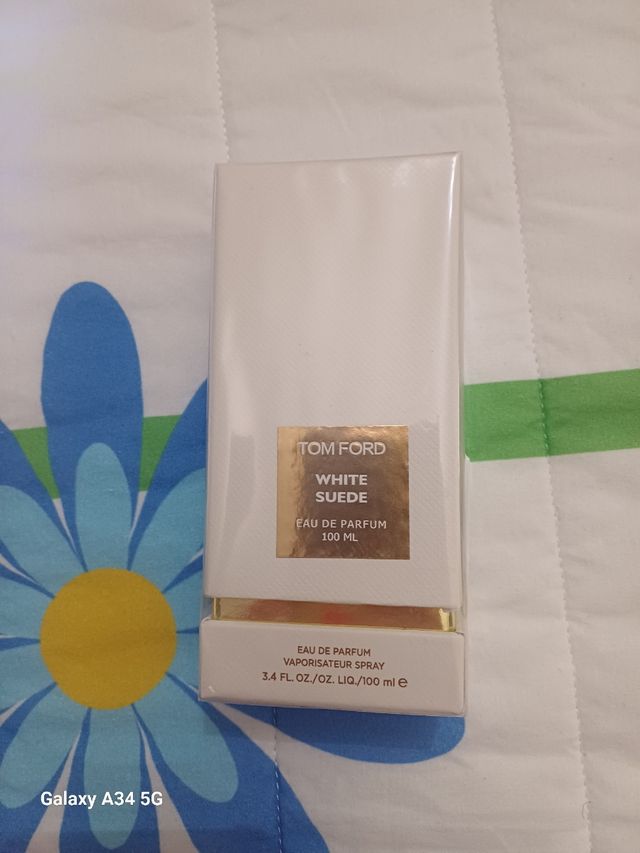 TOM FORD
WHITE
SUEDE
EAU DE PARFUM
100 ML
EAU DE PARFUM
VAPORISATEUR SPRAY
3.4 FL. OZ./OZ. LIQ./100 ml ℮
Galaxy A34 5G